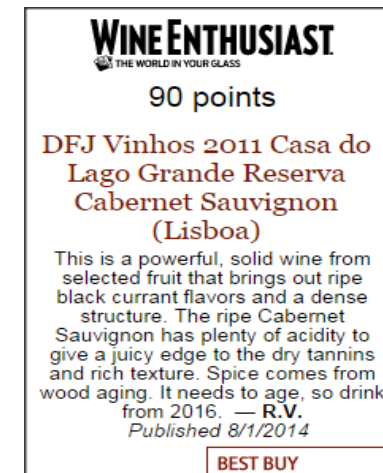 WINE ENTHUSIAST
THE WORLD IN YOUR GLASS
90 points
DFJ Vinhos 2011 Casa do
Lago Grande Reserva
Cabernet Sauvignon
(Lisboa)
This is a powerful, solid wine from
selected fruit that brings out ripe
black currant flavors and a dense
structure. The ripe Cabernet
Sauvignon has plenty of acidity to
give a juicy edge to the dry tannins
and rich texture. Spice comes from
wood aging. It needs to age, so drink
from 2016. — R.V.
Published 8/1/2014
BEST BUY